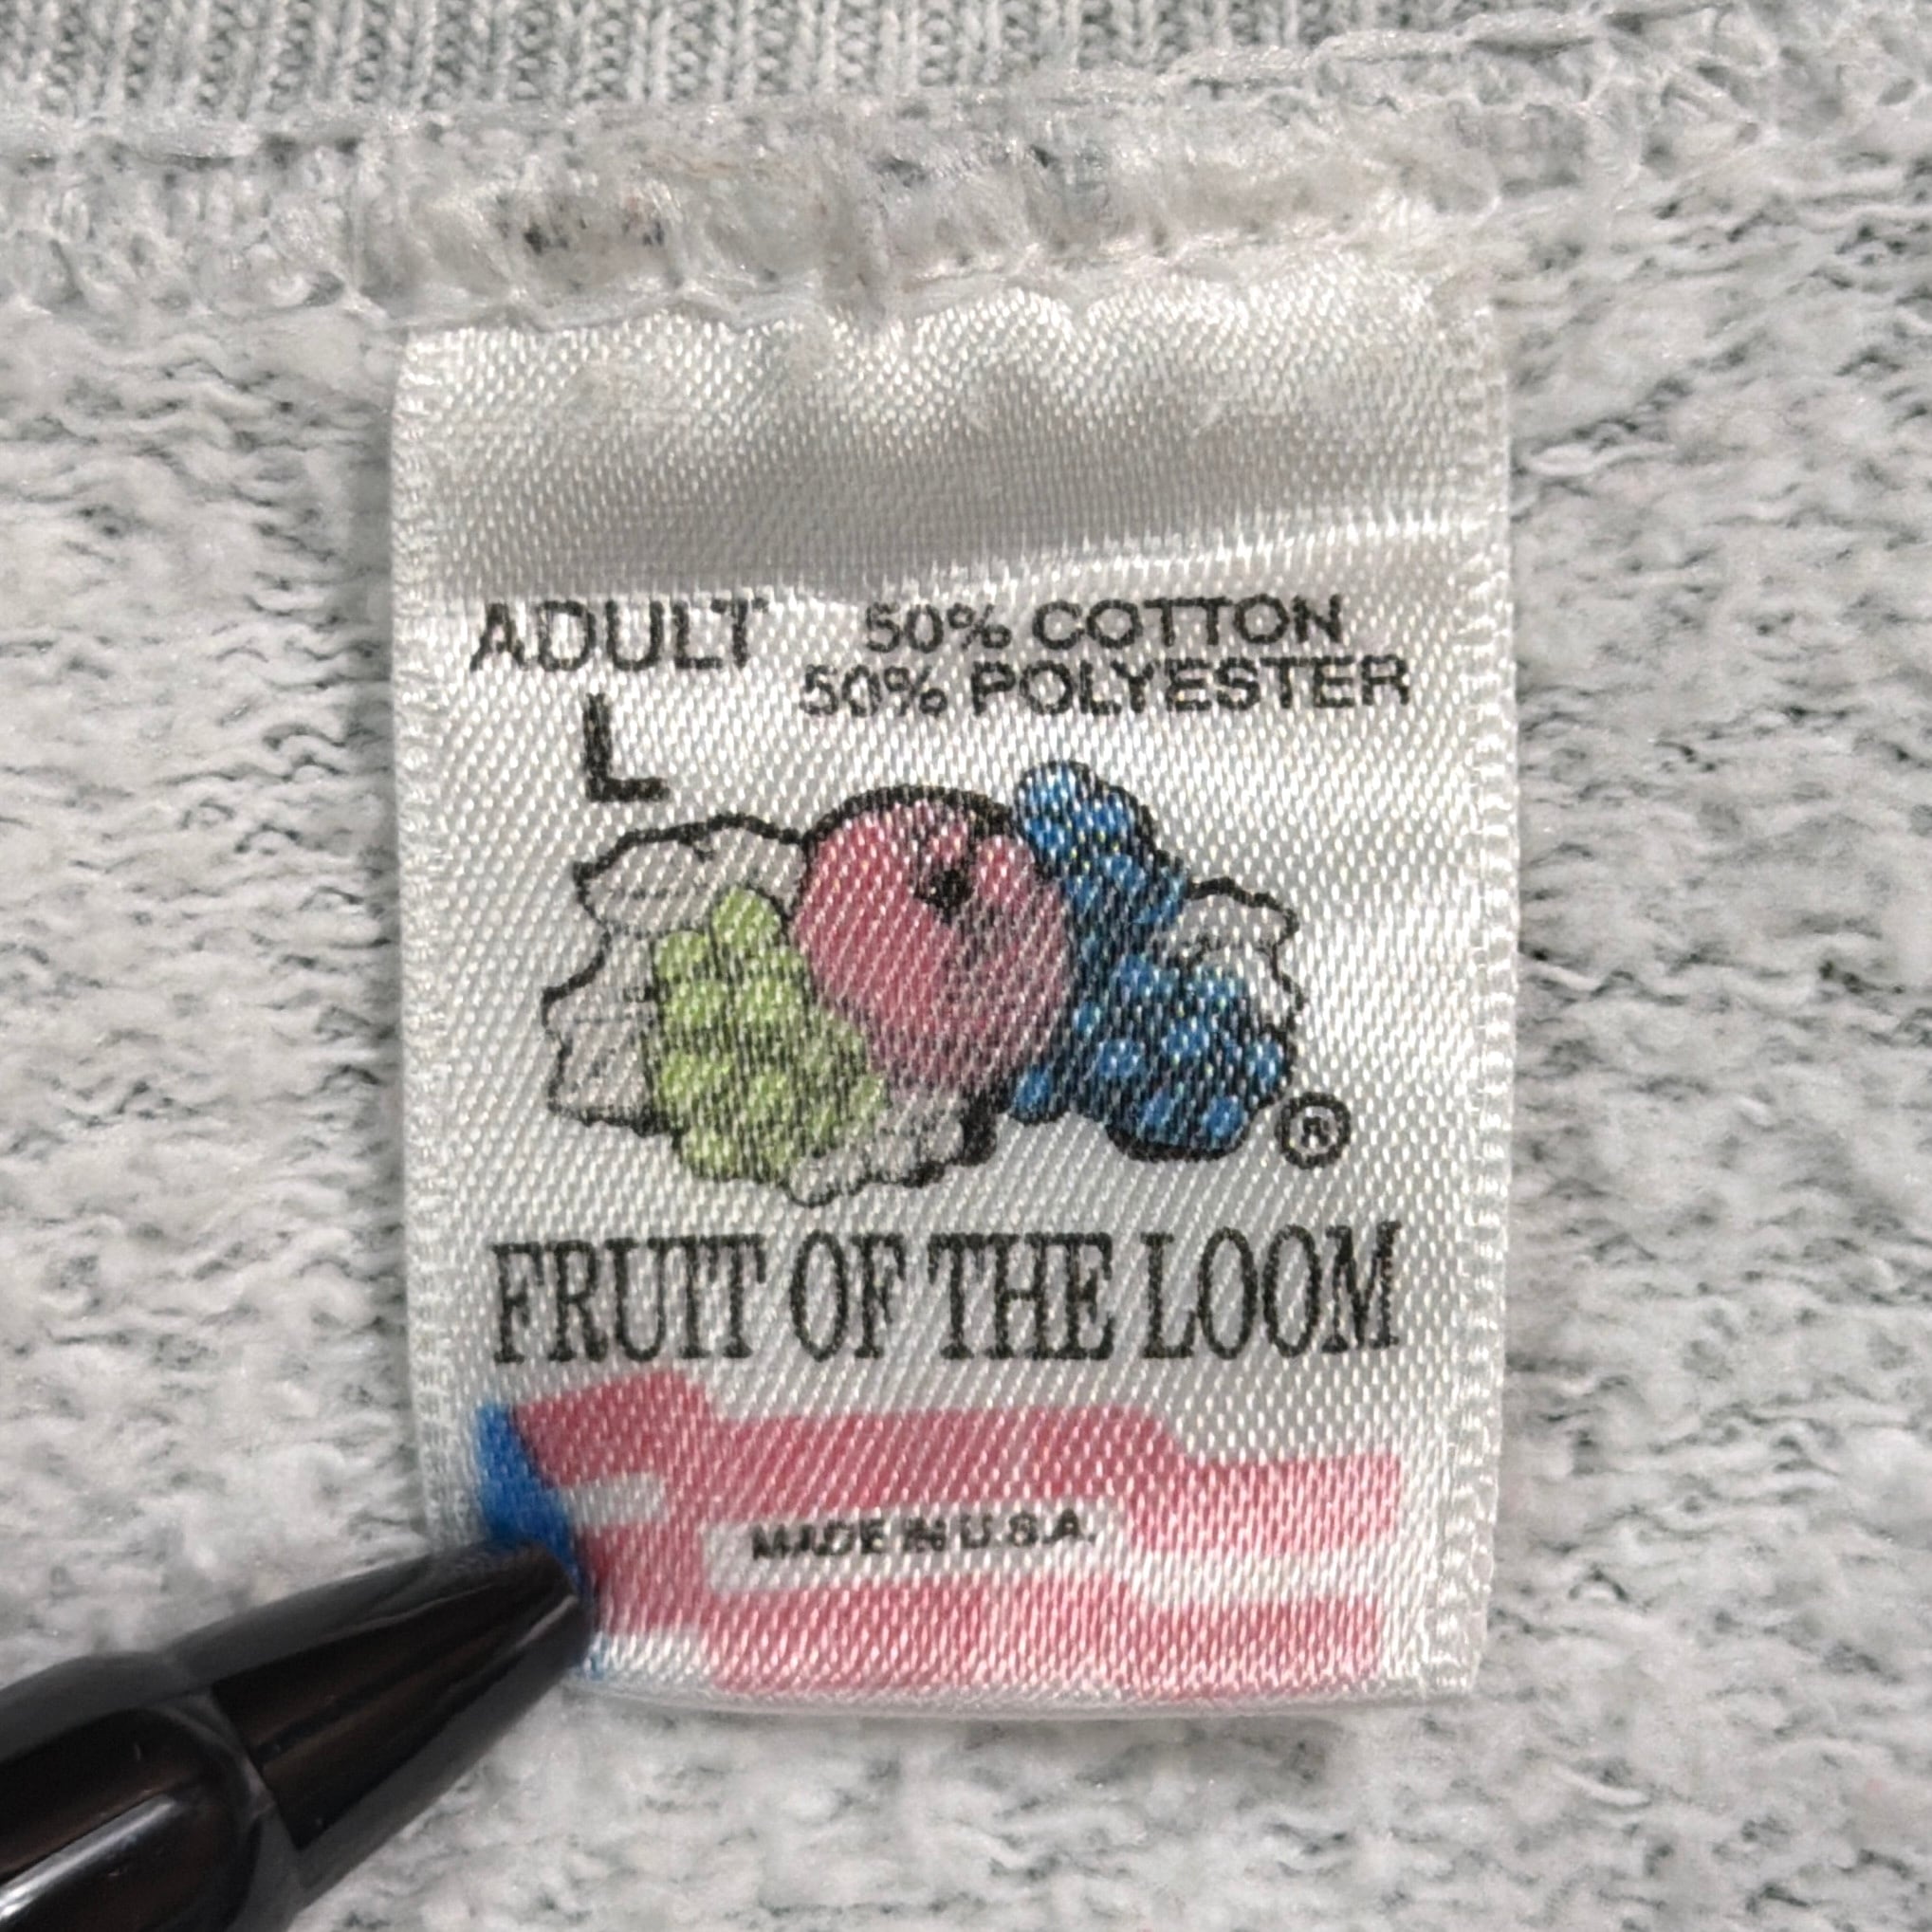 ADULT
L
50% COTTON
50% POLYESTER
®
FRUIT OF THE LOOM
MADE IN U.S.A.